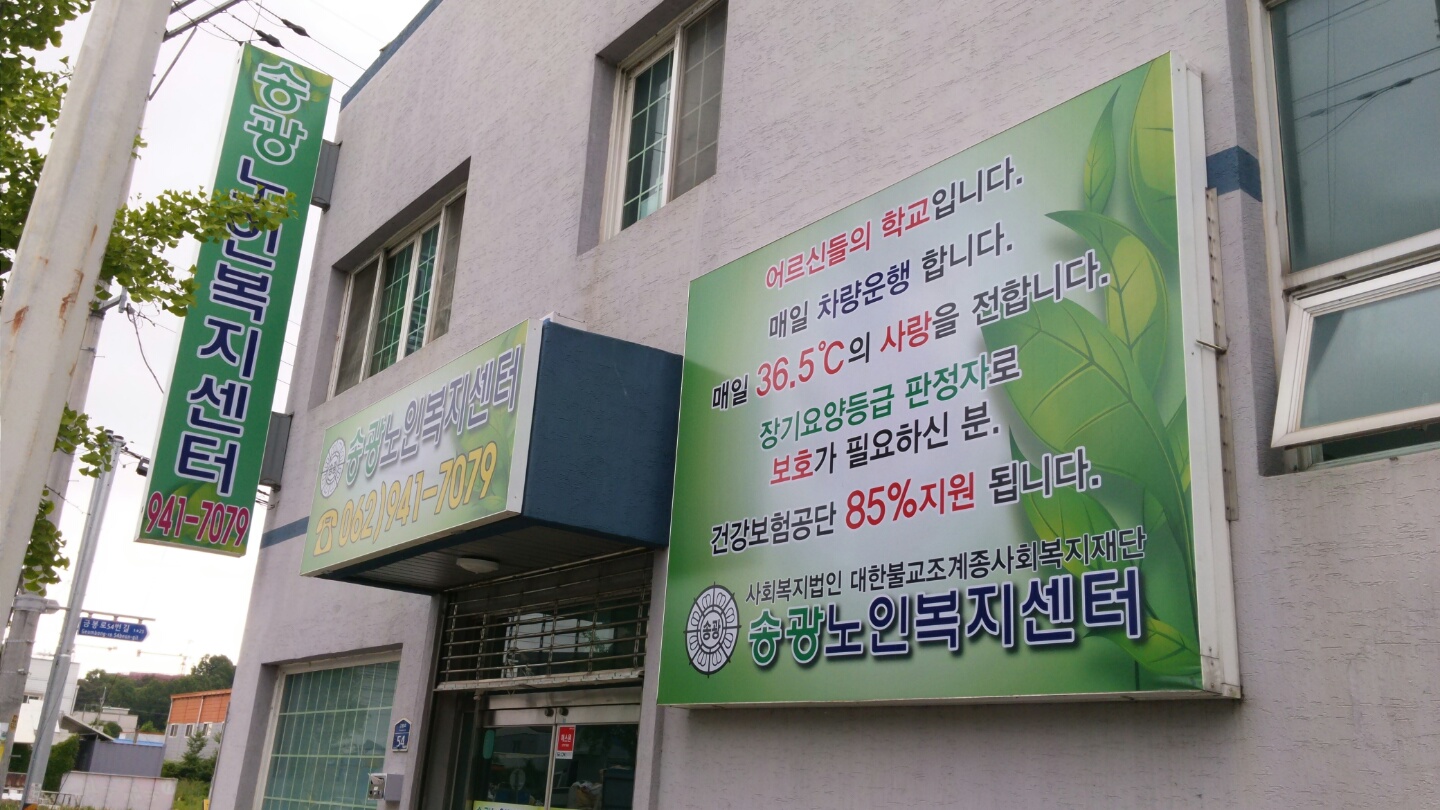 송광 노인복지센터
941-7079
송광노인복지센터
☎ 062)941-7079
어르신들의 학교입니다.
매일 차량운행 합니다.
매일 36.5℃의 사랑을 전합니다.
장기요양등급 판정자로
보호가 필요하신 분.
건강보험공단 85%지원 됩니다.
사회복지법인 대한불교조계종사회복지재단
송광
송광노인복지센터
54